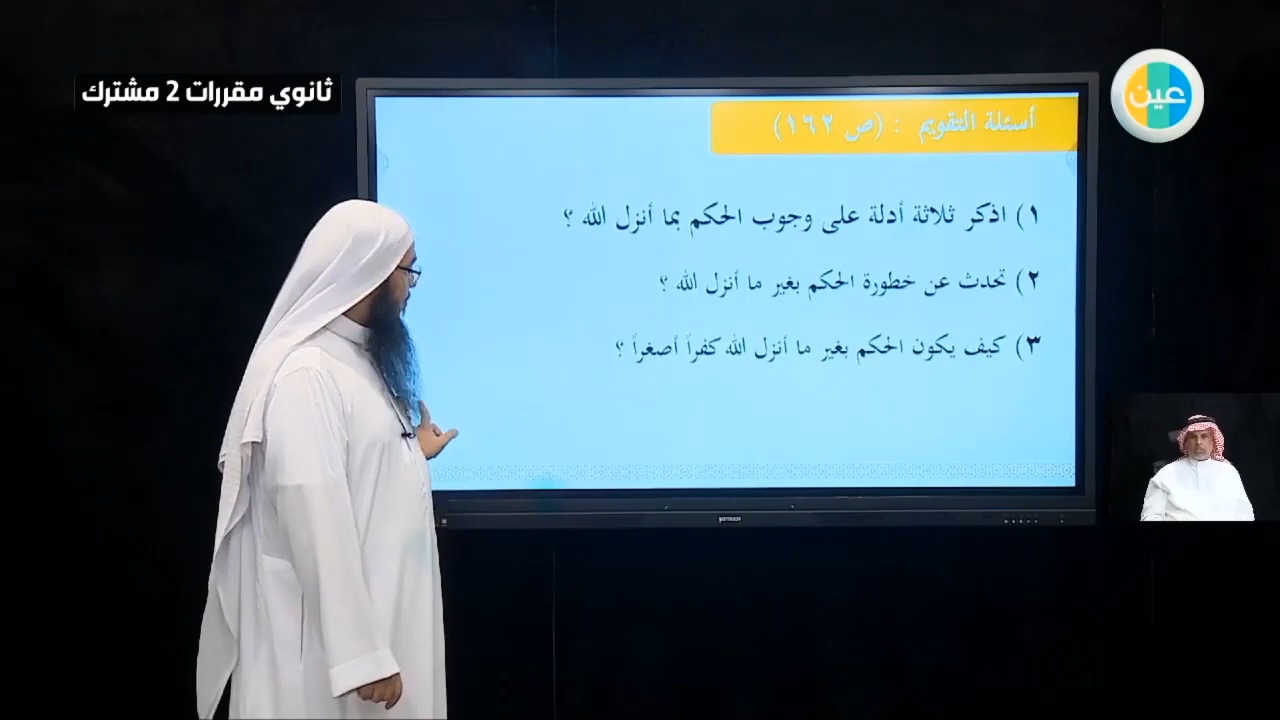 ثانوي مقررات 2 مشترك
عين
أسئلة التقويم : (ص ١٦٢)
١) اذكر ثلاثة أدلة على وجوب الحكم بما أنزل الله ؟
٢) تحدث عن خطورة الحكم بغير ما أنزل الله ؟
٣) كيف يكون الحكم بغير ما أنزل الله كفراً أصغراً ؟